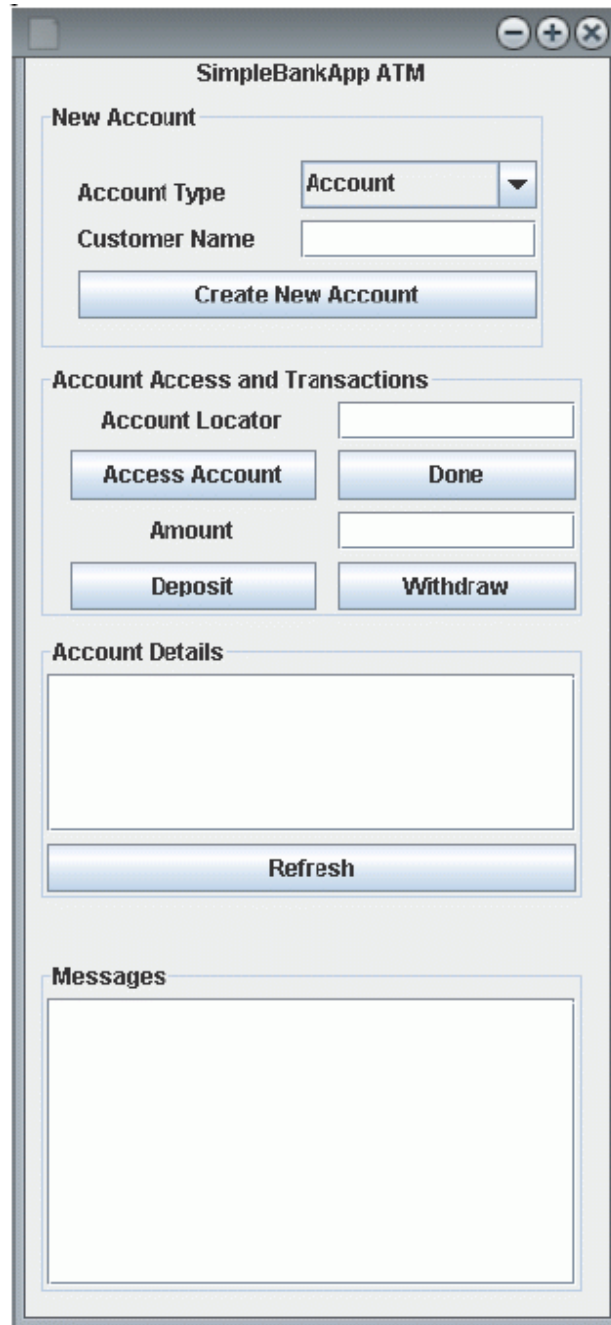 SimpleBankApp ATM
New Account
Account Type
Account
Customer Name
Create New Account
Account Access and Transactions
Account Locator
Access Account Done
Amount
Deposit Withdraw
Account Details
Refresh
Messages